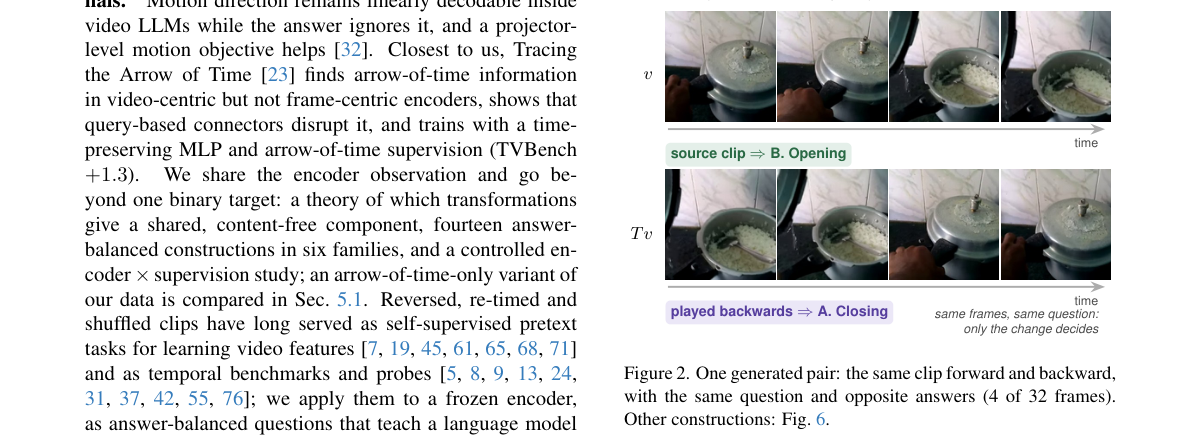 nals. Motion direction remains linearly decodable inside
video LLMs while the answer ignores it, and a projector-
level motion objective helps [32]. Closest to us, Tracing
the Arrow of Time [23] finds arrow-of-time information
in video-centric but not frame-centric encoders, shows that
query-based connectors disrupt it, and trains with a time-
preserving MLP and arrow-of-time supervision (TVBench
+1.3). We share the encoder observation and go be-
yond one binary target: a theory of which transformations
give a shared, content-free component, fourteen answer-
balanced constructions in six families, and a controlled en-
coder × supervision study; an arrow-of-time-only variant of
our data is compared in Sec. 5.1. Reversed, re-timed and
shuffled clips have long served as self-supervised pretext
tasks for learning video features [7, 19, 45, 61, 65, 68, 71]
and as temporal benchmarks and probes [5, 8, 9, 13, 24,
31, 37, 42, 55, 76]; we apply them to a frozen encoder,
as answer-balanced questions that teach a language model
v
time
source clip ⇒ B. Opening
Tv
time
played backwards ⇒ A. Closing
same frames, same question:
only the change decides
Figure 2. One generated pair: the same clip forward and backward,
with the same question and opposite answers (4 of 32 frames).
Other constructions: Fig. 6.